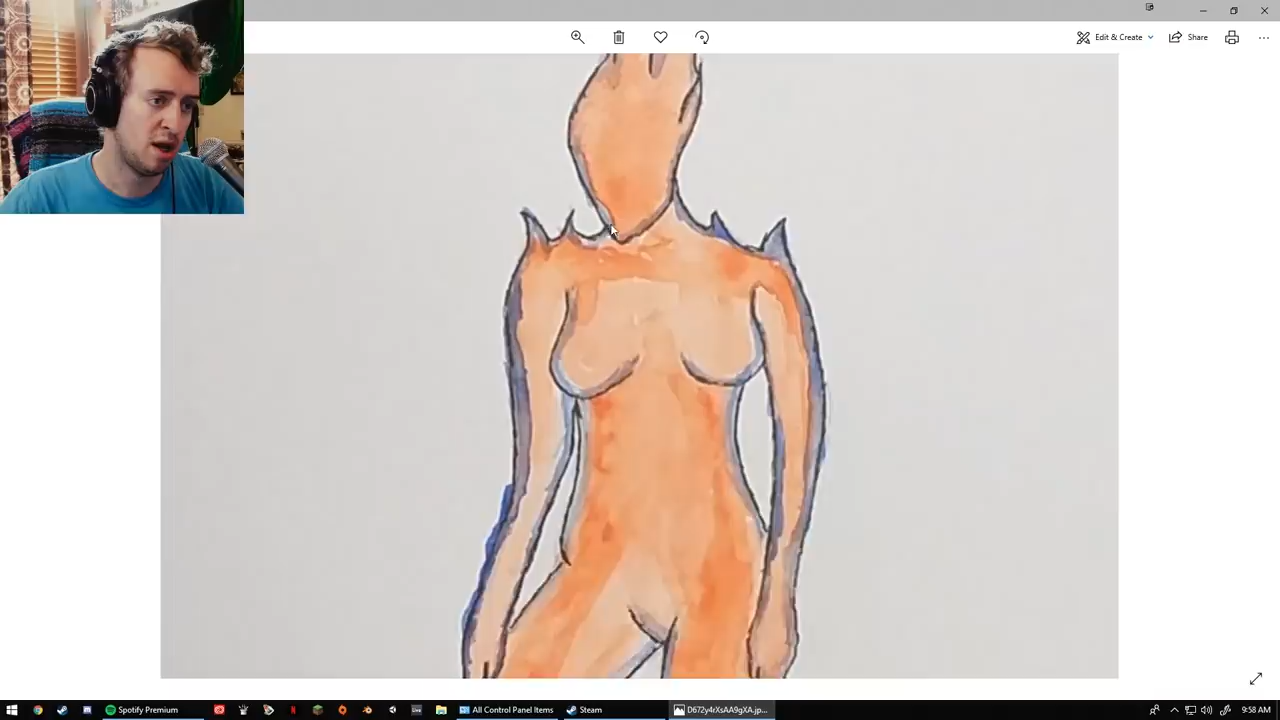 Edit & Create
Share
Spotify Premium
All Control Panel Items
Steam
D672y4rXsAA9gXA.jp...
9:58 AM